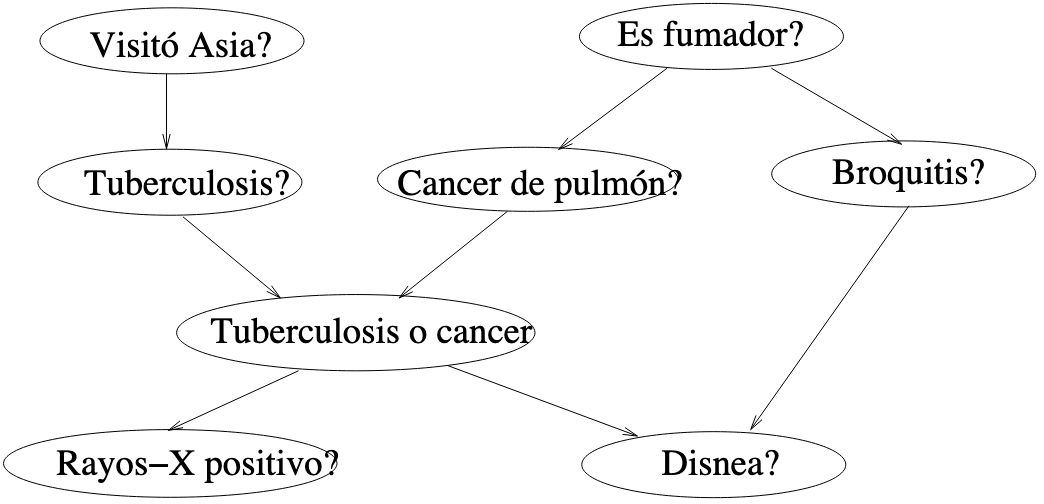 Visitó Asia?
Es fumador?
Tuberculosis?
Cancer de pulmón?
Broquitis?
Tuberculosis o cancer
Rayos–X positivo?
Disnea?